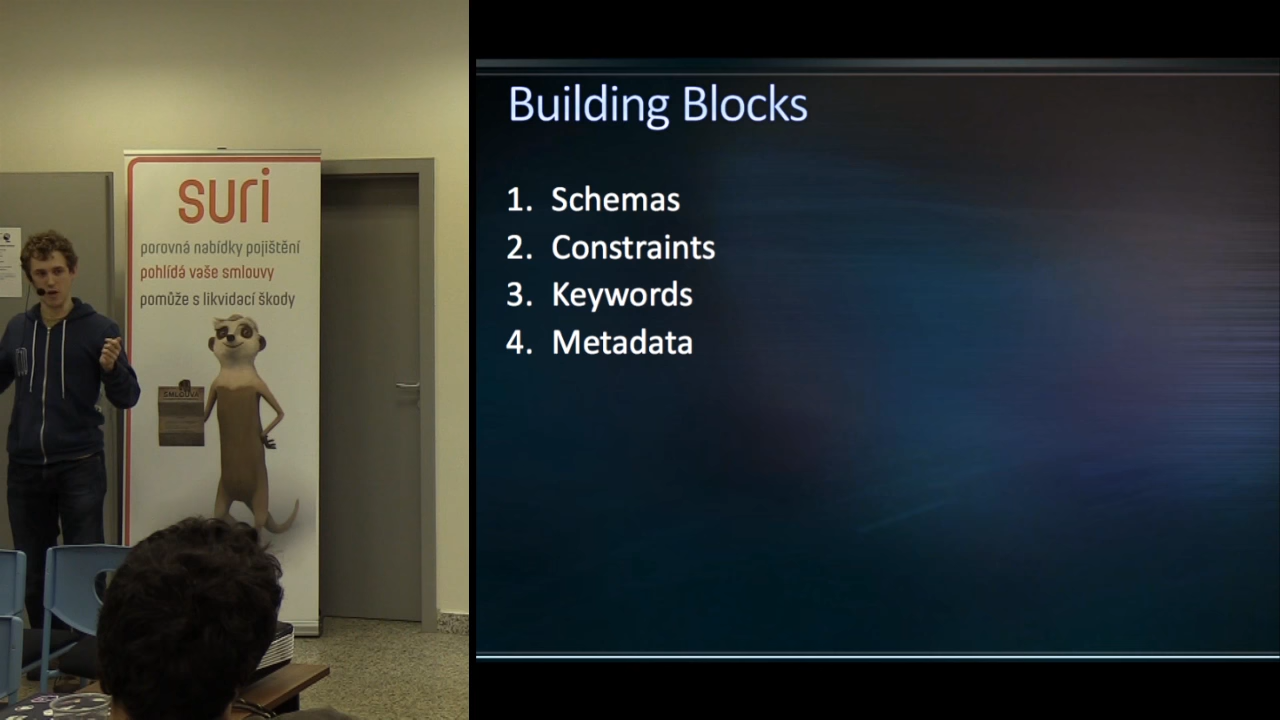 suri
porovná nabídky pojištění
pohlídá vaše smlouvy
pomůže s likvidací škody
SMLOUVA
Building Blocks
1. Schemas
2. Constraints
3. Keywords
4. Metadata